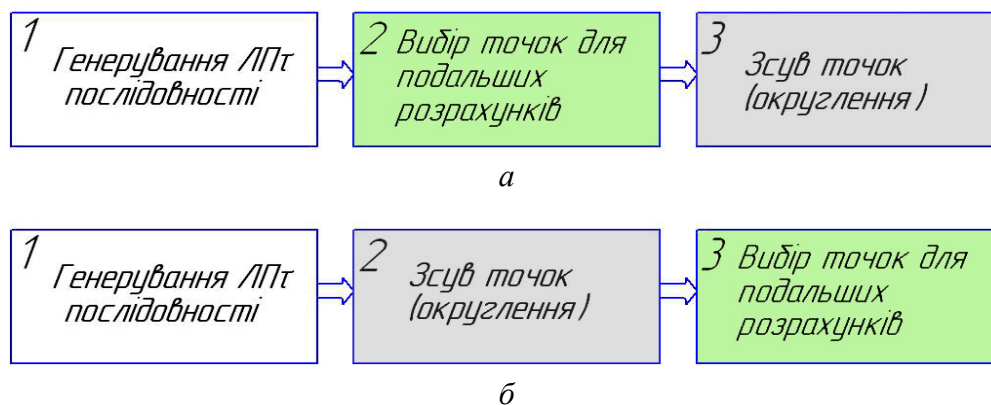 1
Генерування ЛПτ
послідовності
2 Вибір точок для
подальших
розрахунків
3
Зсув точок
(округлення)
а
1
Генерування ЛПτ
послідовності
2
Зсув точок
(округлення)
3 Вибір точок для
подальших
розрахунків
б